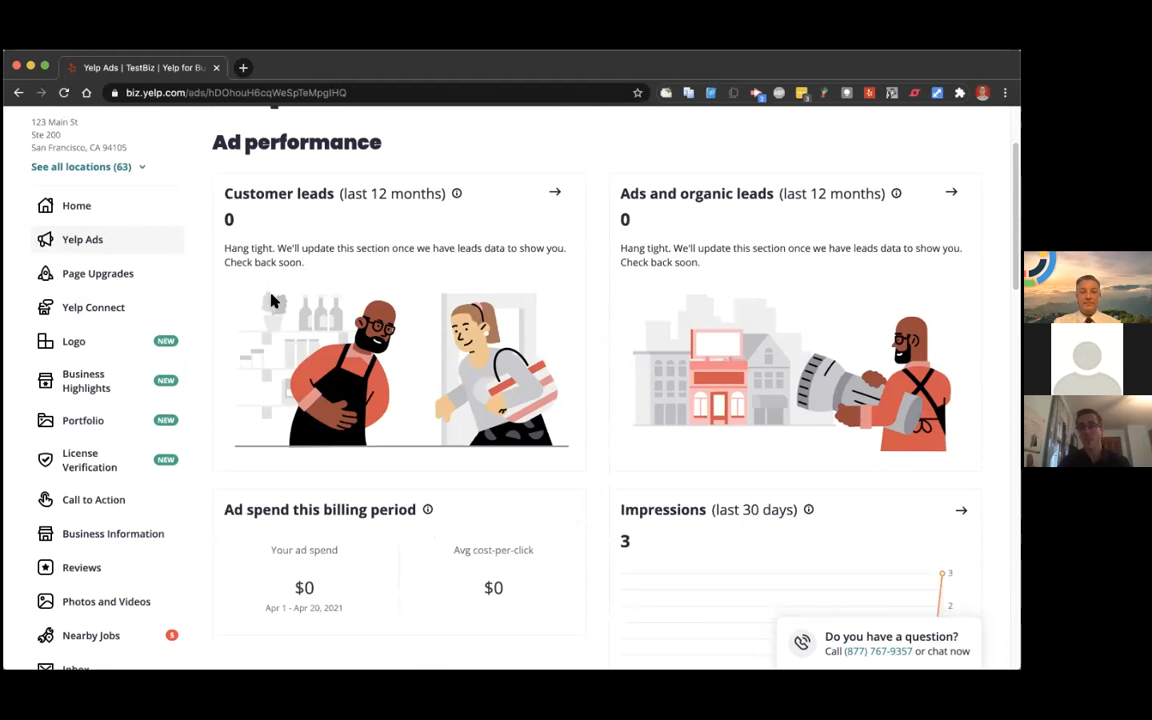 Yelp Ads | TestBiz | Yelp for Bu
biz.yelp.com/ads/hDOhouH6cqWeSpTeMpgIHQ
123 Main St
Ste 200
San Francisco, CA 94105
See all locations (63)
Home
Yelp Ads
Page Upgrades
Yelp Connect
Logo NEW
Business
Highlights NEW
Portfolio NEW
License
Verification NEW
Call to Action
Business Information
Reviews
Photos and Videos
Nearby Jobs 5
Ad performance
Customer leads (last 12 months)
0
Hang tight. We'll update this section once we have leads data to show you.
Check back soon.
Ads and organic leads (last 12 months)
0
Hang tight. We'll update this section once we have leads data to show you.
Check back soon.
Ad spend this billing period
Your ad spend
$0
Apr 1 - Apr 20, 2021
Avg cost-per-click
$0
Impressions (last 30 days)
3
3
2
Do you have a question?
Call (877) 767-9357 or chat now